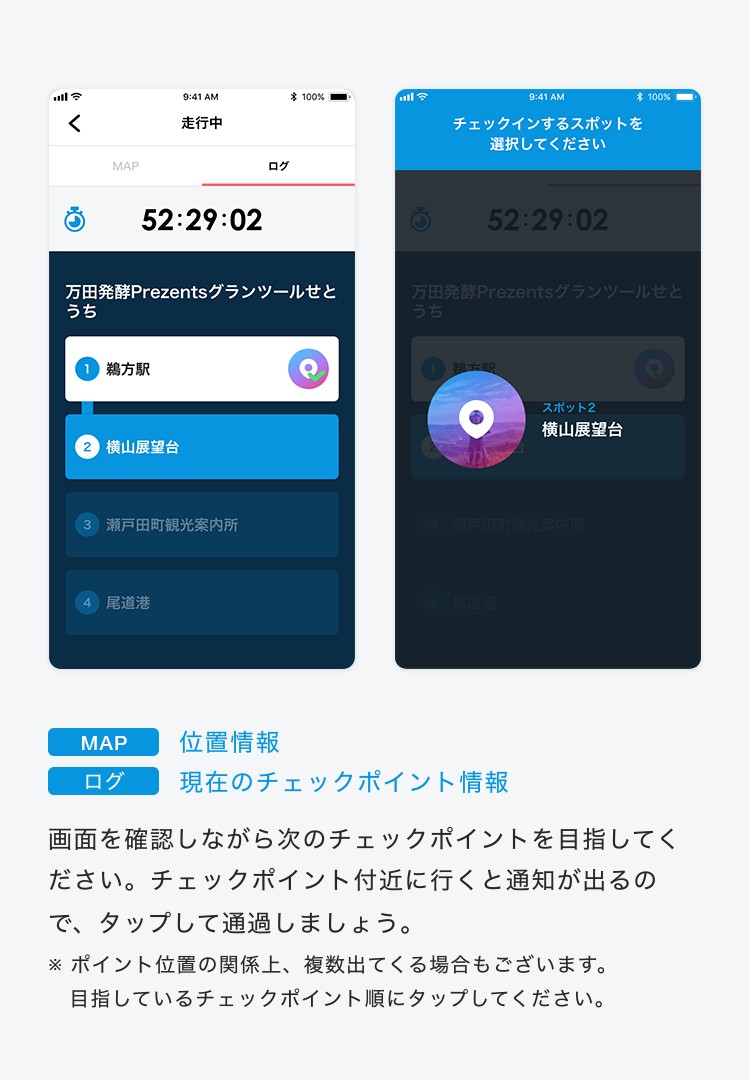 9:41 AM
100%
走行中
MAP
ログ
52:29:02
万田発酵Prezentsグランツールせと
うち
1 鵜方駅
2 横山展望台
3 瀬戸田町観光案内所
4 尾道港
9:41 AM
100%
チェックインするスポットを
選択してください
52:29:02
万田発酵Prezentsグランツールせと
うち
1 鵜方駅
スポット2
横山展望台
3 瀬戸田町観光案内所
4 尾道港
MAP 位置情報
ログ 現在のチェックポイント情報
画面を確認しながら次のチェックポイントを目指してく
ださい。チェックポイント付近に行くと通知が出るの
で、タップして通過しましょう。
※ ポイント位置の関係上、複数出てくる場合もございます。
目指しているチェックポイント順にタップしてください。